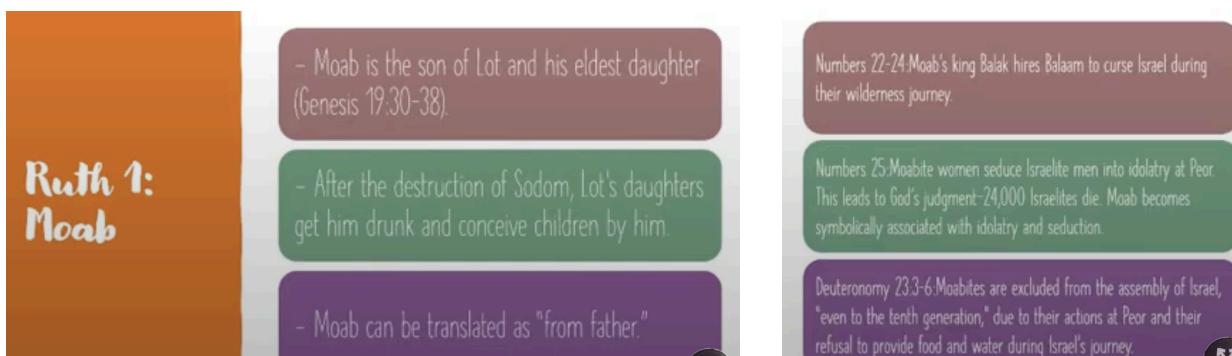 Ruth 1:
Moab
– Moab is the son of Lot and his eldest daughter
(Genesis 19:30-38).
– After the destruction of Sodom, Lot's daughters
get him drunk and conceive children by him.
– Moab can be translated as "from father."
Numbers 22-24:Moab's king Balak hires Balaam to curse Israel during
their wilderness journey.
Numbers 25:Moabite women seduce Israelite men into idolatry at Peor.
This leads to God's judgment-24,000 Israelites die. Moab becomes
symbolically associated with idolatry and seduction.
Deuteronomy 23:3-6:Moabites are excluded from the assembly of Israel,
"even to the tenth generation," due to their actions at Peor and their
refusal to provide food and water during Israel's journey.